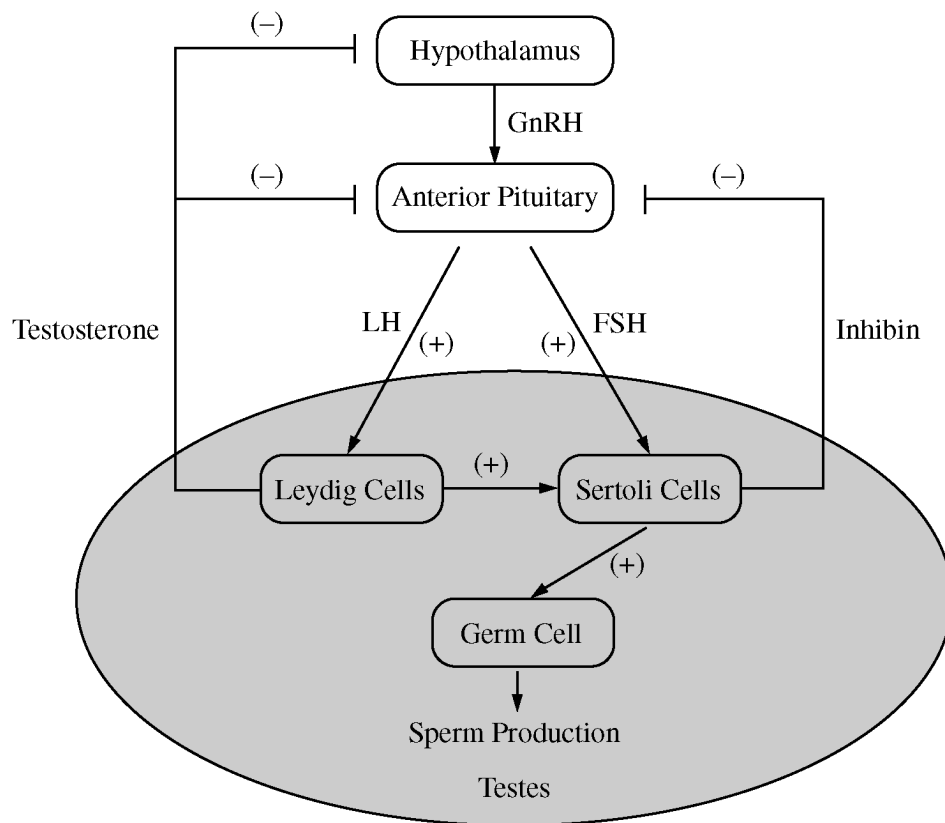 (–)
Hypothalamus
GnRH
(–)
Anterior Pituitary
(–)
LH
FSH
Testosterone
(+)
(+)
Inhibin
Leydig Cells
(+)
Sertoli Cells
(+)
Germ Cell
Sperm Production
Testes